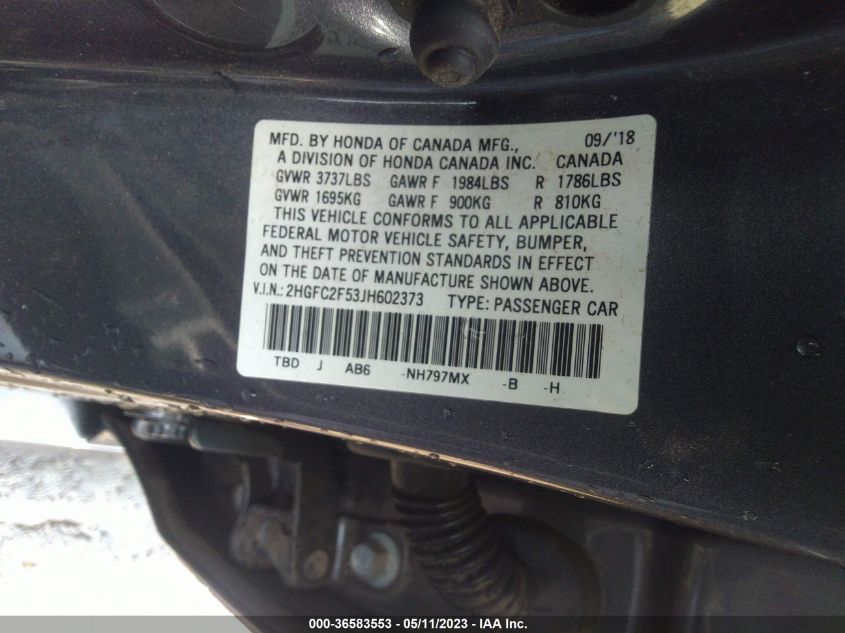 MFD. BY HONDA OF CANADA MFG., 09/'18
A DIVISION OF HONDA CANADA INC. CANADA
GVWR 3737LBS GAWR F 1984LBS R 1786LBS
GVWR 1695KG GAWR F 900KG R 810KG
THIS VEHICLE CONFORMS TO ALL APPLICABLE
FEDERAL MOTOR VEHICLE SAFETY, BUMPER,
AND THEFT PREVENTION STANDARDS IN EFFECT
ON THE DATE OF MANUFACTURE SHOWN ABOVE.
V.I.N.: 2HGFC2F53JH602373 TYPE: PASSENGER CAR
TBD J AB6 -NH797MX -B -H
000-36583553 — 05/11/2023 — IAA Inc.